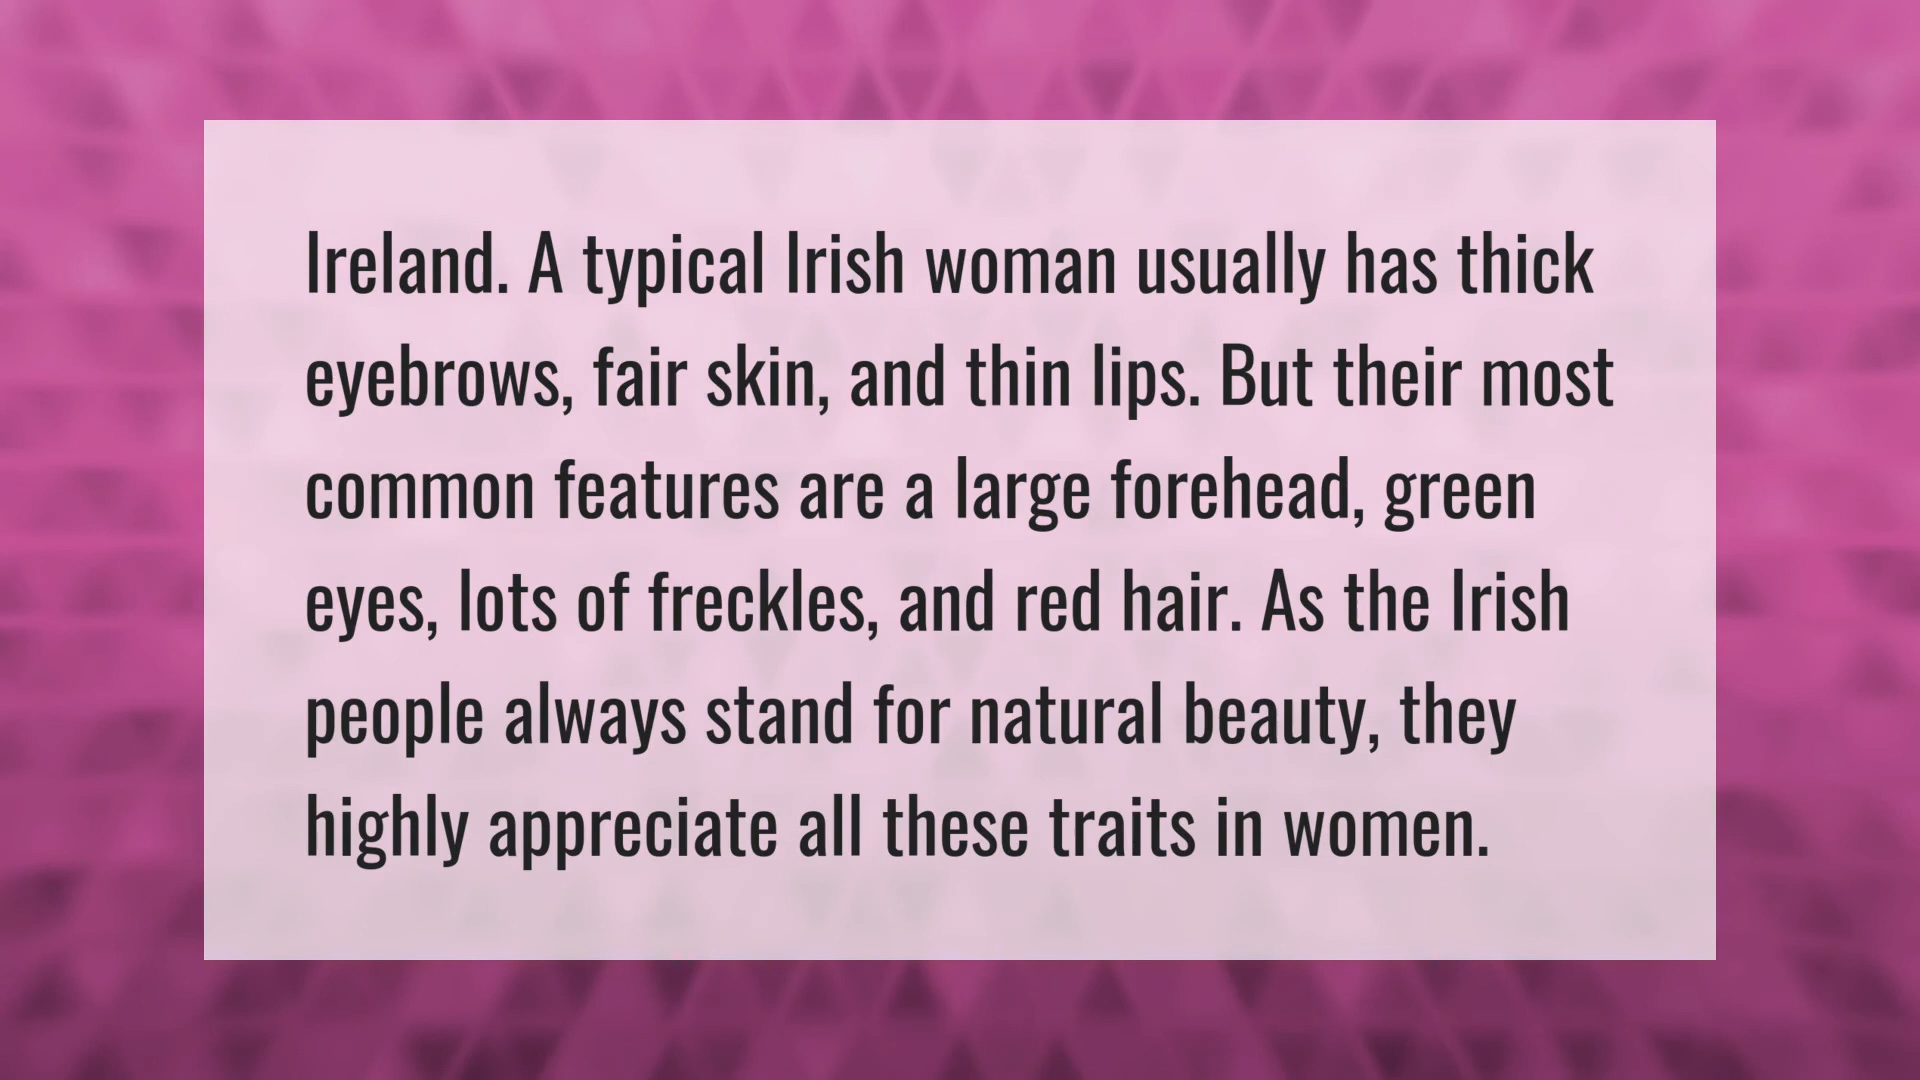 Ireland. A typical Irish woman usually has thick
eyebrows, fair skin, and thin lips. But their most
common features are a large forehead, green
eyes, lots of freckles, and red hair. As the Irish
people always stand for natural beauty, they
highly appreciate all these traits in women.